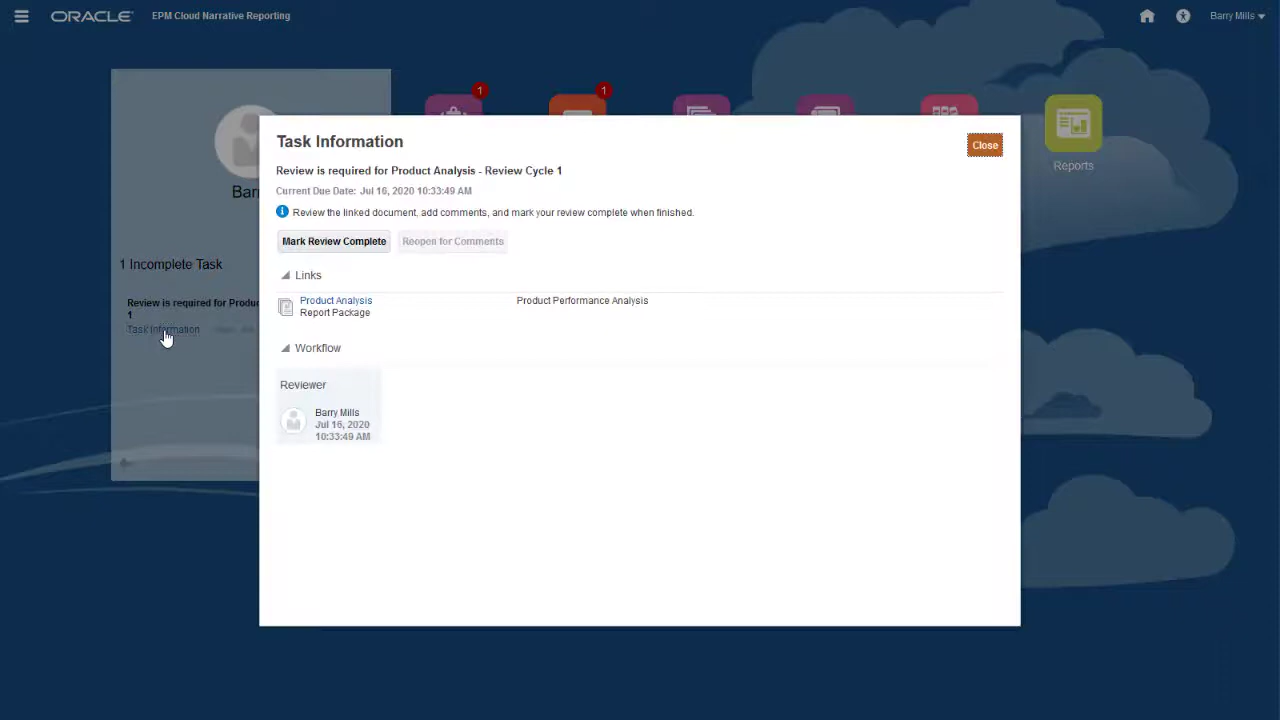 ORACLE EPM Cloud Narrative Reporting
Barry Mills
1
1
Reports
1 Incomplete Task
Review is required for
1
Task Information
Task Information
Close
Review is required for Product Analysis - Review Cycle 1
Current Due Date: Jul 16, 2020 10:33:49 AM
Review the linked document, add comments, and mark your review complete when finished.
Mark Review Complete Reopen for Comments
Links
Product Analysis Product Performance Analysis
Report Package
Workflow
Reviewer
Barry Mills
Jul 16, 2020
10:33:49 AM